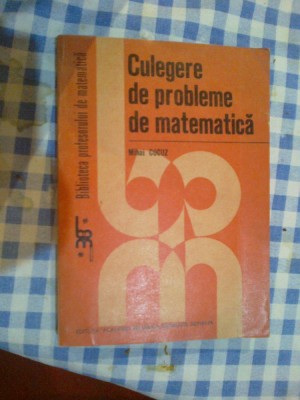 Culegere
de probleme
de matematică
Mihai COCUZ
Biblioteca profesorului de matematică